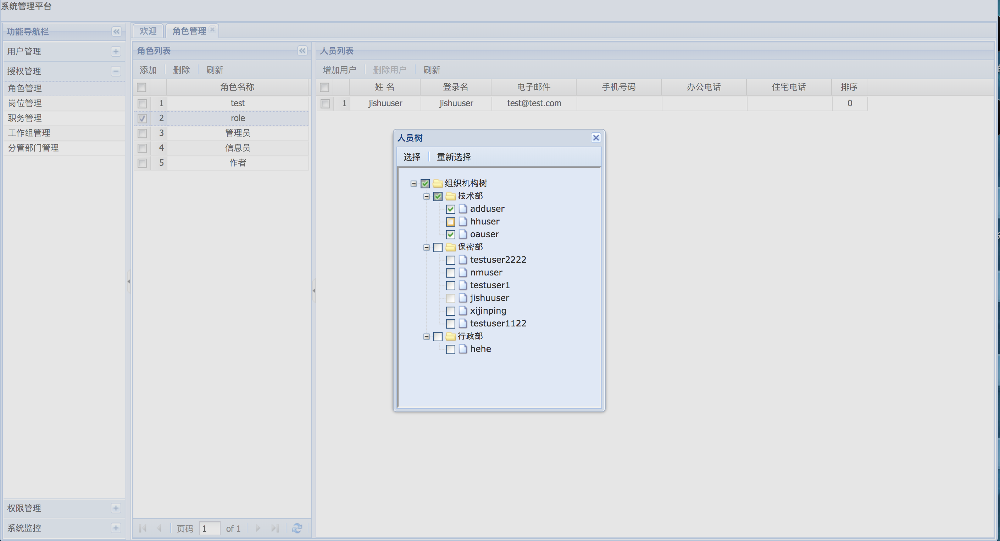 系统管理平台
功能导航栏
用户管理
授权管理
角色管理
岗位管理
职务管理
工作组管理
分管部门管理
权限管理
系统监控
欢迎 角色管理
角色列表
添加 删除 刷新
角色名称
1 test
2 role
3 管理员
4 信息员
5 作者
页码 1 of 1
人员列表
增加用户 删除用户 刷新
姓 名 登录名 电子邮件 手机号码 办公电话 住宅电话 排序
1 jishuuser jishuuser test@test.com 0
人员树
选择 重新选择
组织机构树
技术部
adduser
hhuser
oauser
保密部
testuser2222
nmuser
testuser1
jishuuser
xijinping
testuser1122
行政部
hehe